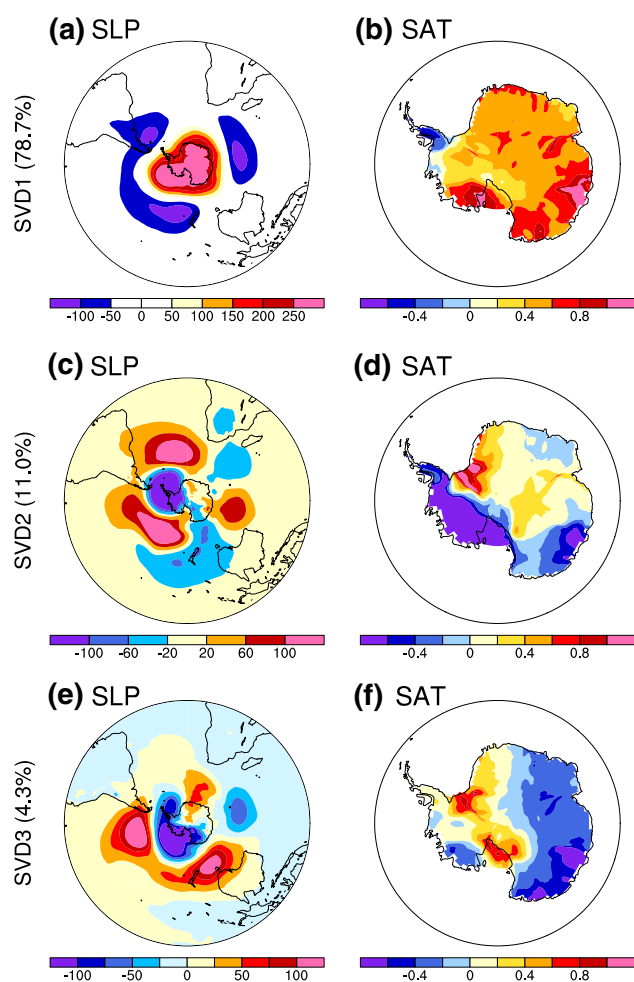 (a) SLP
(b) SAT
SVD1 (78.7%)
-100 -50 0 50 100 150 200 250
-0.4 0 0.4 0.8
(c) SLP
(d) SAT
SVD2 (11.0%)
-100 -60 -20 20 60 100
-0.4 0 0.4 0.8
(e) SLP
(f) SAT
SVD3 (4.3%)
-100 -50 0 50 100
-0.4 0 0.4 0.8